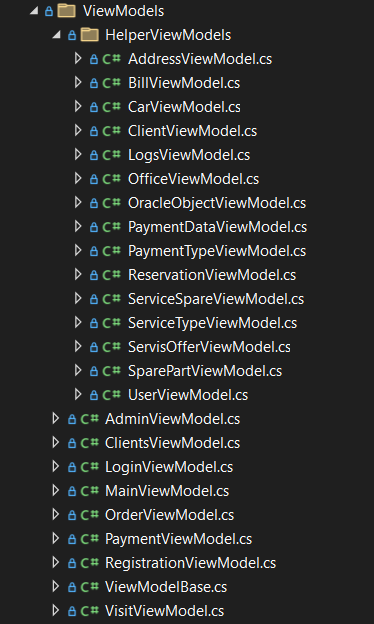 ViewModels
HelperViewModels
C# AddressViewModel.cs
C# BillViewModel.cs
C# CarViewModel.cs
C# ClientViewModel.cs
C# LogsViewModel.cs
C# OfficeViewModel.cs
C# OracleObjectViewModel.cs
C# PaymentDataViewModel.cs
C# PaymentTypeViewModel.cs
C# ReservationViewModel.cs
C# ServiceSpareViewModel.cs
C# ServiceTypeViewModel.cs
C# ServisOfferViewModel.cs
C# SparePartViewModel.cs
C# UserViewModel.cs
C# AdminViewModel.cs
C# ClientsViewModel.cs
C# LoginViewModel.cs
C# MainViewModel.cs
C# OrderViewModel.cs
C# PaymentViewModel.cs
C# RegistrationViewModel.cs
C# ViewModelBase.cs
C# VisitViewModel.cs